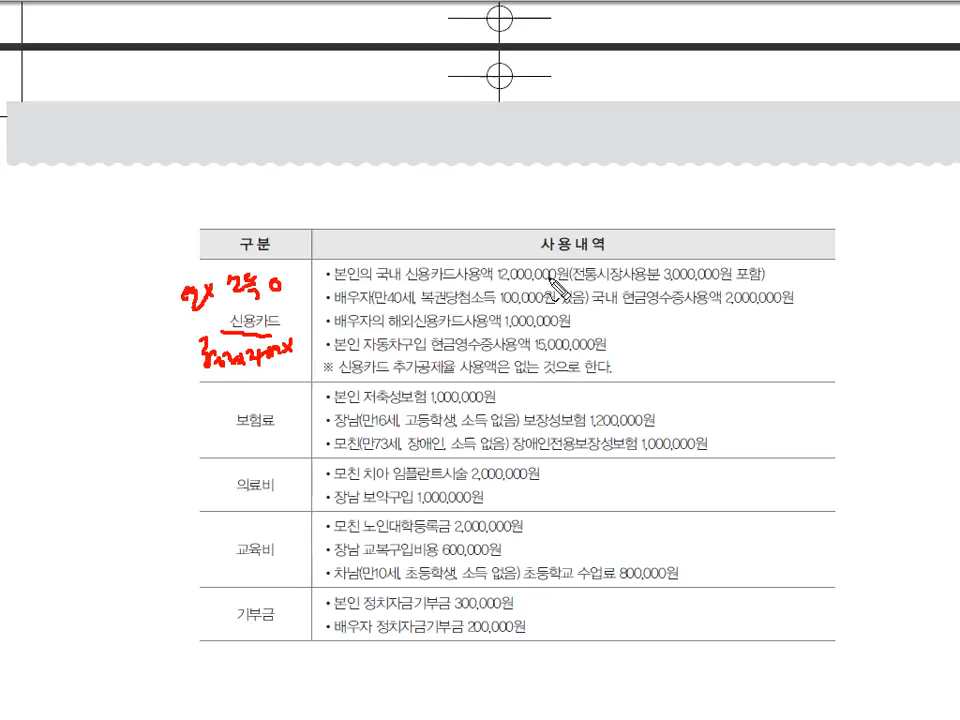 구 분
사 용 내 역
연x 소득 0
신용카드
• 본인의 국내 신용카드사용액 12,000,000원(전통시장사용분 3,000,000원 포함)
• 배우자(만40세, 복권당첨소득 100,000원 있음) 국내 현금영수증사용액 2,000,000원
• 배우자의 해외신용카드사용액 1,000,000원
• 본인 자동차구입 현금영수증사용액 15,000,000원
※ 신용카드 추가공제율 사용액은 없는 것으로 한다.
보험료
• 본인 저축성보험 1,000,000원
• 장남(만16세, 고등학생, 소득 없음) 보장성보험 1,200,000원
• 모친(만73세, 장애인, 소득 없음) 장애인전용보장성보험 1,000,000원
의료비
• 모친 치아 임플란트시술 2,000,000원
• 장남 보약구입 1,000,000원
교육비
• 모친 노인대학등록금 2,000,000원
• 장남 교복구입비용 600,000원
• 차남(만10세, 초등학생, 소득 없음) 초등학교 수업료 800,000원
기부금
• 본인 정치자금기부금 300,000원
• 배우자 정치자금기부금 200,000원